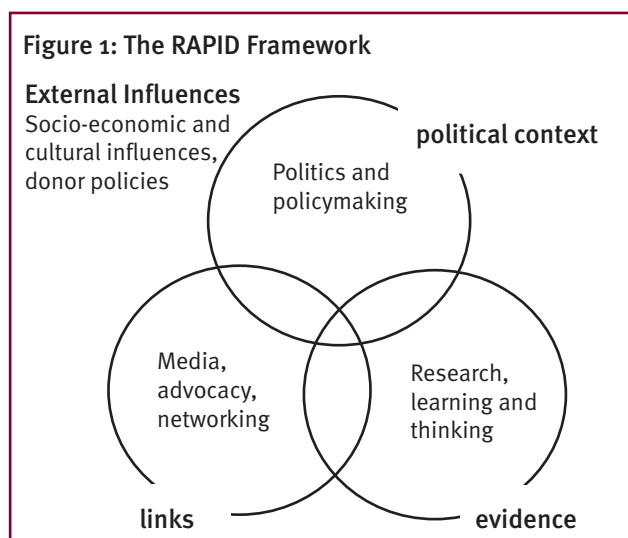 Figure 1: The RAPID Framework
External Influences
Socio-economic and
cultural influences,
donor policies
political context
Politics and
policymaking
Media,
advocacy,
networking
Research,
learning and
thinking
links
evidence